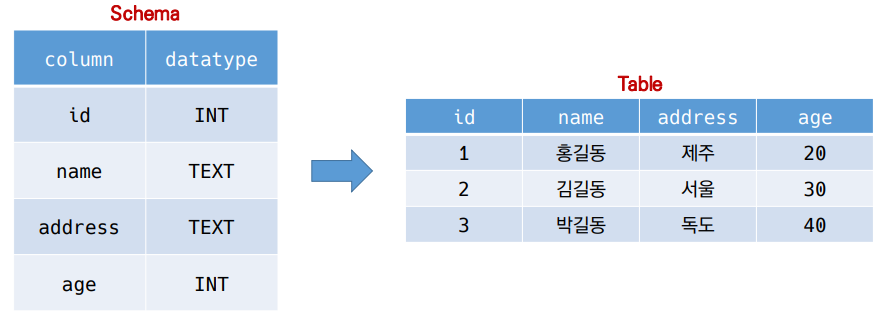 Schema
column datatype
id INT
name TEXT
address TEXT
age INT
Table
id name address age
1 홍길동 제주 20
2 김길동 서울 30
3 박길동 독도 40